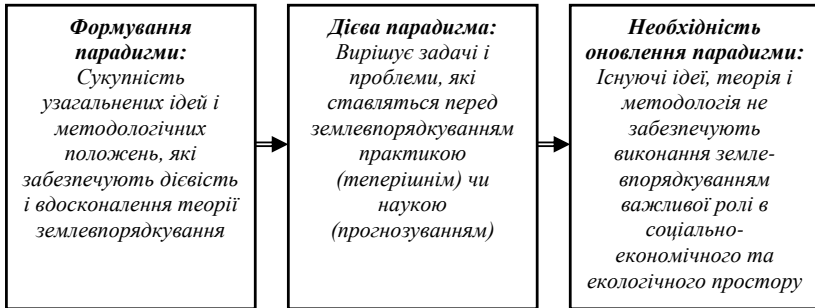 Формування
парадигми:
Сукупність
узагальнених ідей і
методологічних
положень, які
забезпечують дієвість
і вдосконалення теорії
землевпорядкування
Дієва парадигма:
Вирішує задачі і
проблеми, які
ставляться перед
землевпорядкуванням
практикою
(теперішнім) чи
наукою
(прогнозуванням)
Необхідність
оновлення парадигми:
Існуючі ідеї, теорія і
методологія не
забезпечують
виконання земле-
впорядкуванням
важливої ролі в
соціально-
економічного та
екологічного простору